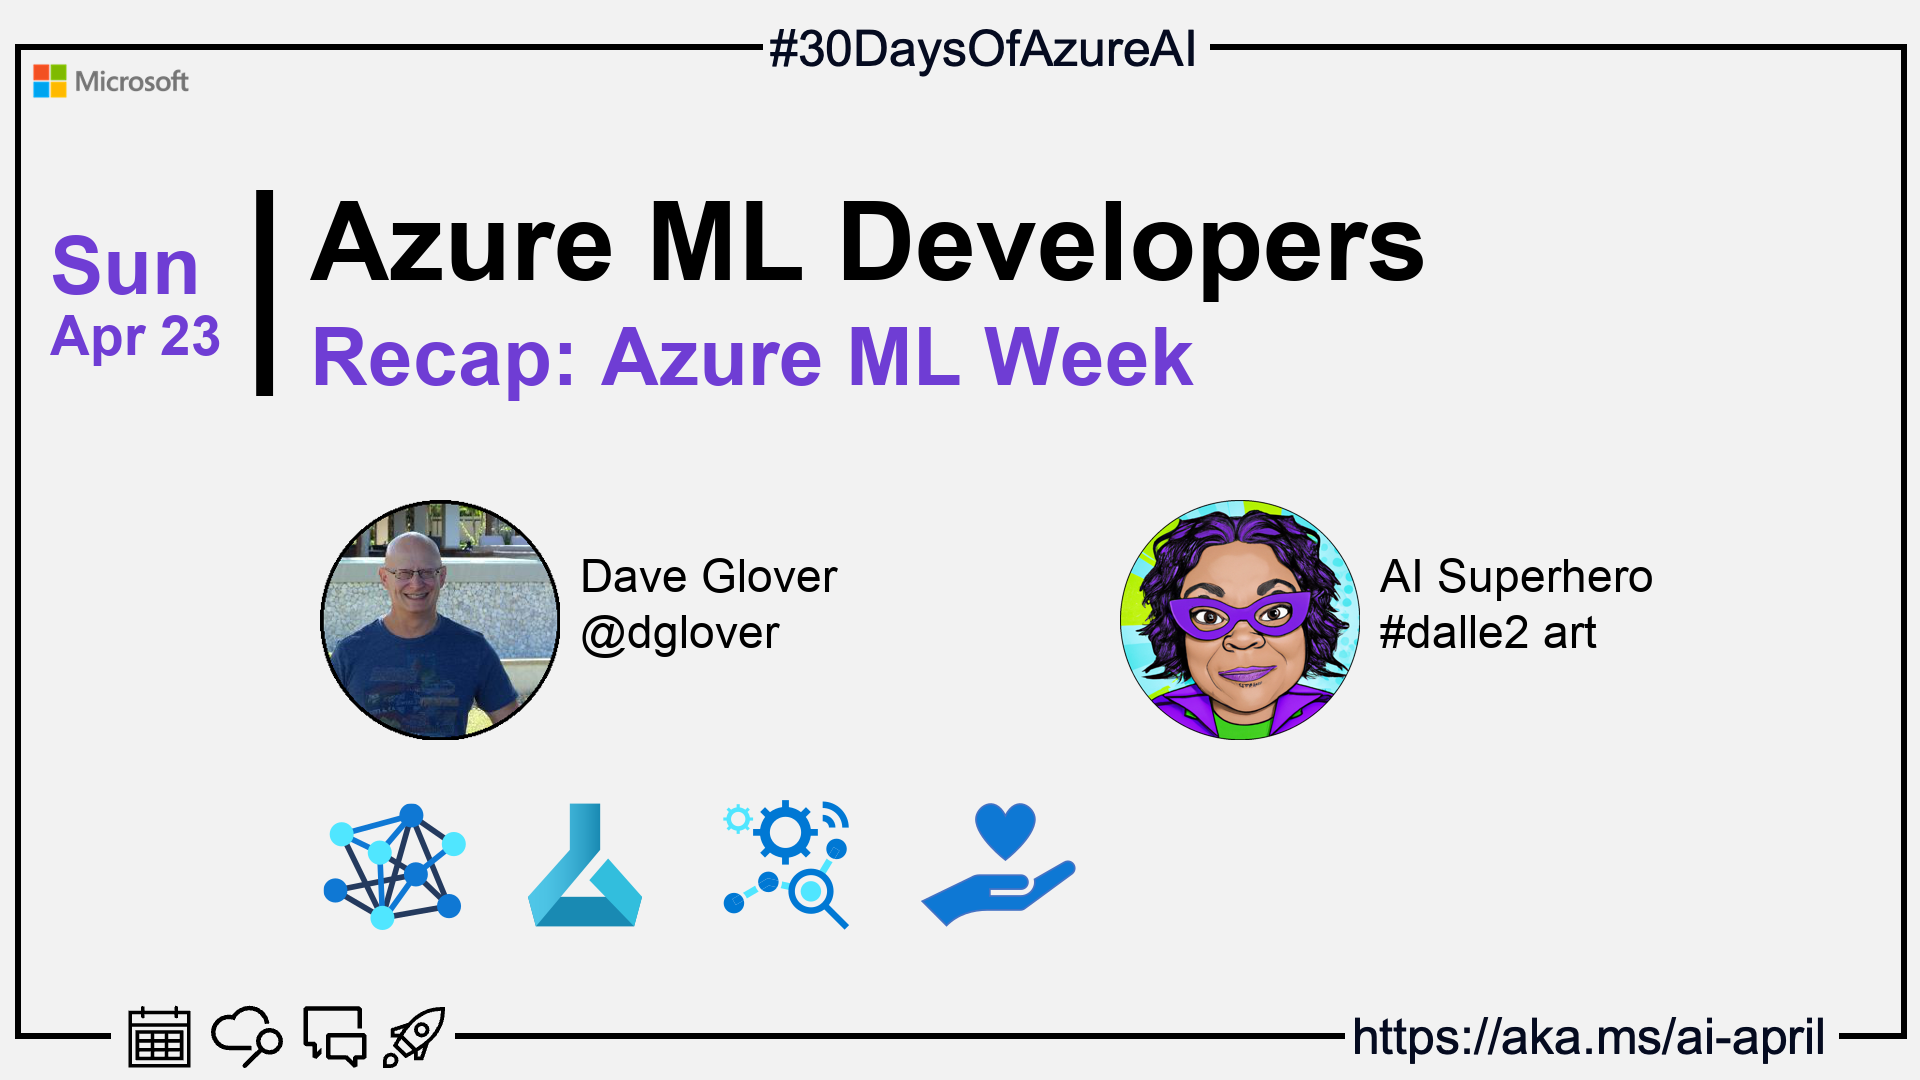 #30DaysOfAzureAI
Microsoft
Sun
Apr 23
Azure ML Developers
Recap: Azure ML Week
Dave Glover
@dglover
AI Superhero
#dalle2 art
https://aka.ms/ai-april